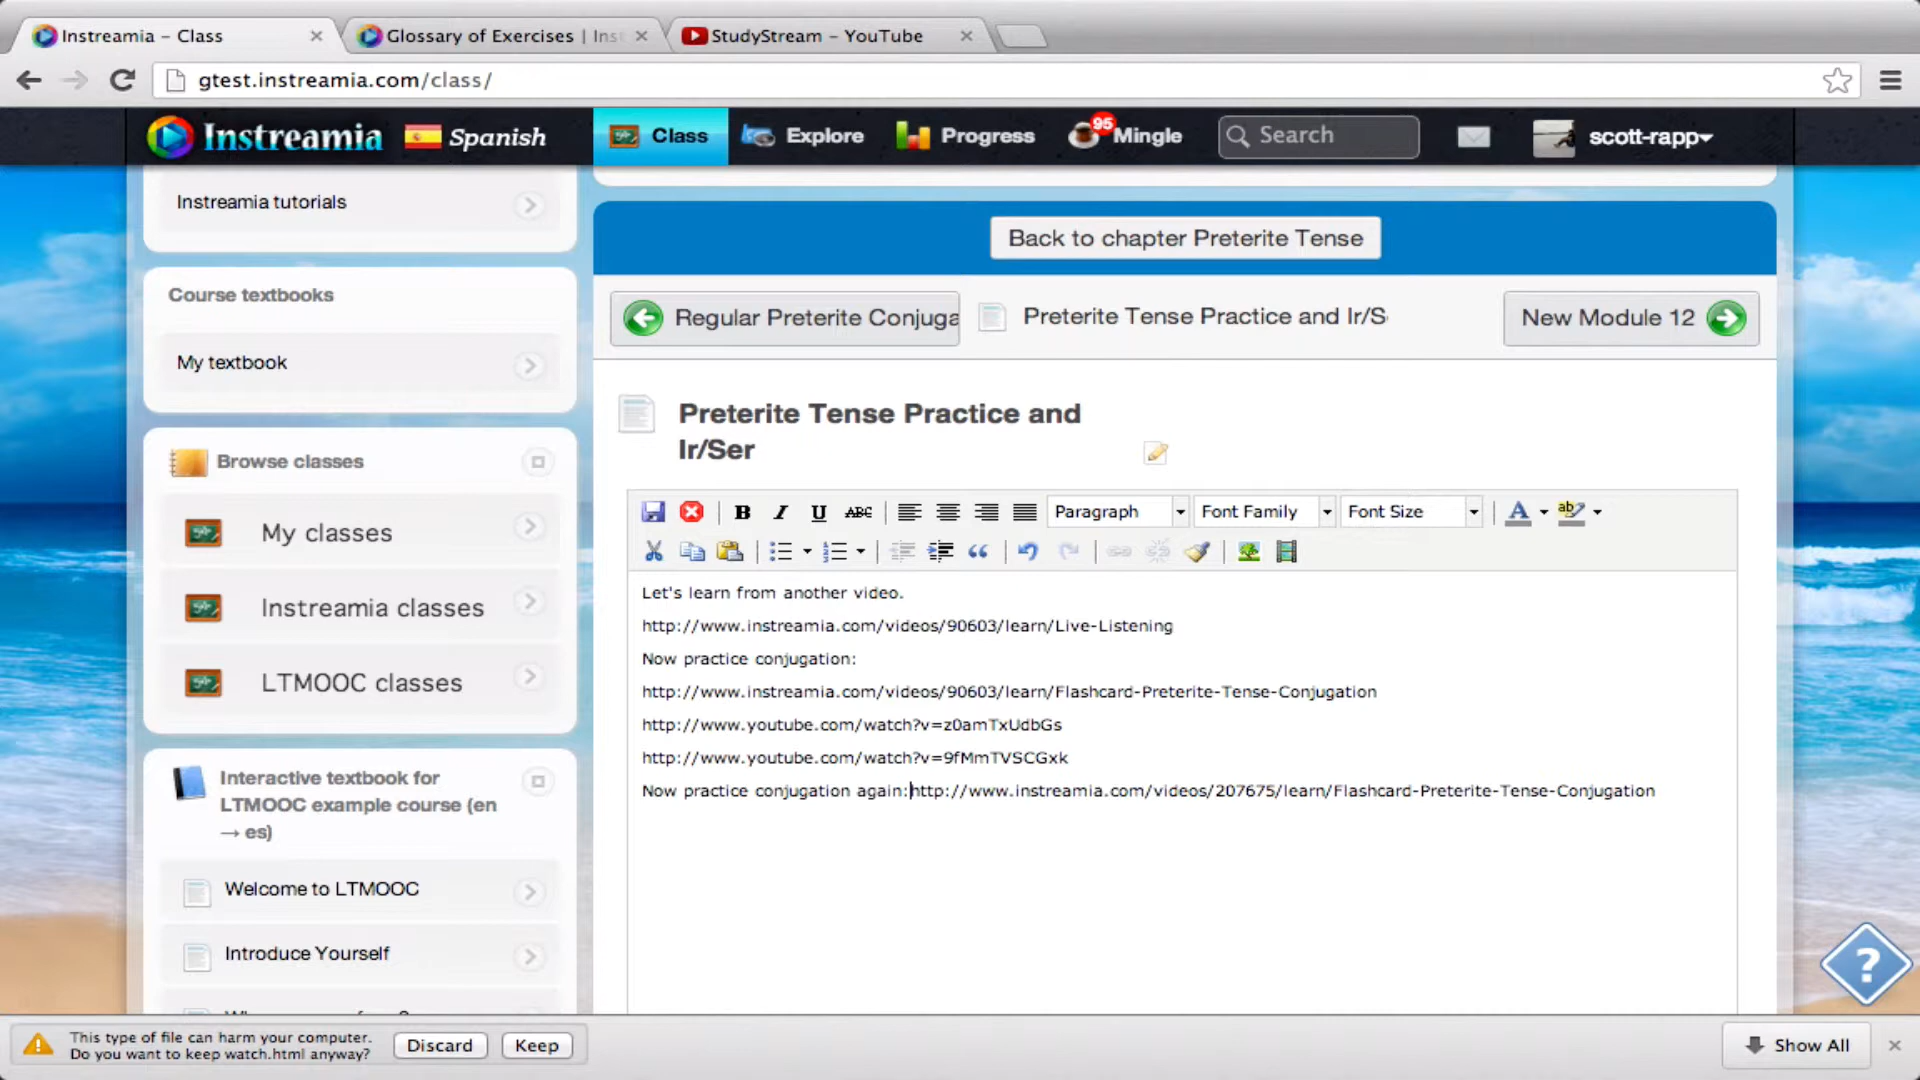 Instreamia – Class
Glossary of Exercises | Ins
StudyStream – YouTube
gtest.instreamia.com/class/
Instreamia
Spanish
Class
Explore
Progress
95
Mingle
Search
scott-rapp
Instreamia tutorials
Course textbooks
My textbook
Browse classes
My classes
Instreamia classes
LTMOOC classes
Interactive textbook for
LTMOOC example course (en
→ es)
Welcome to LTMOOC
Introduce Yourself
Back to chapter Preterite Tense
Regular Preterite Conjuga
Preterite Tense Practice and Ir/S
New Module 12
Preterite Tense Practice and
Ir/Ser
B I U ABC
Paragraph
Font Family
Font Size
A
ab
Let's learn from another video.
http://www.instreamia.com/videos/90603/learn/Live-Listening
Now practice conjugation:
http://www.instreamia.com/videos/90603/learn/Flashcard-Preterite-Tense-Conjugation
http://www.youtube.com/watch?v=z0amTxUdbGs
http://www.youtube.com/watch?v=9fMmTVSCGxk
Now practice conjugation again:http://www.instreamia.com/videos/207675/learn/Flashcard-Preterite-Tense-Conjugation
?
This type of file can harm your computer.
Do you want to keep watch.html anyway?
Discard
Keep
Show All